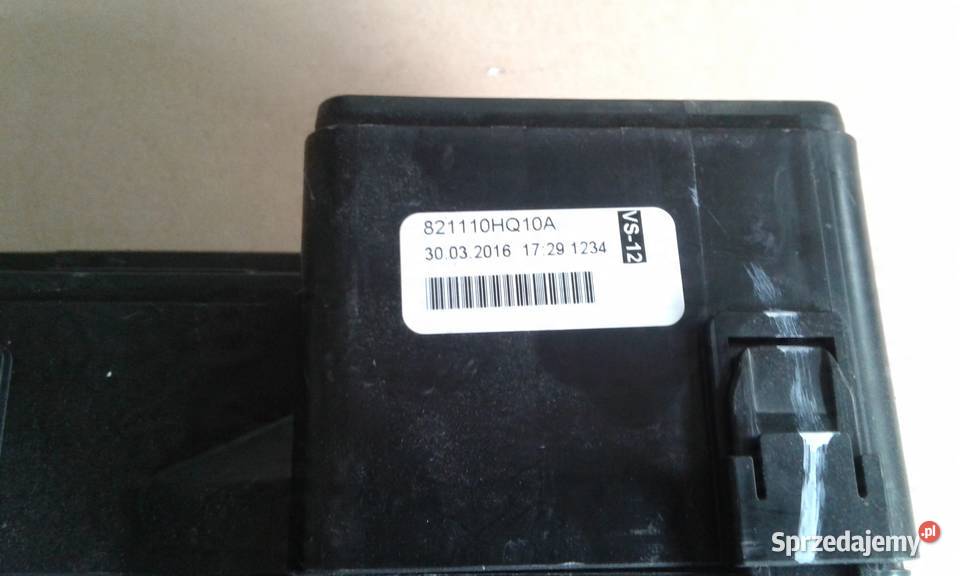 821110HQ10A
30.03.2016 17:29 1234
VS-12
Sprzedajemy.pl